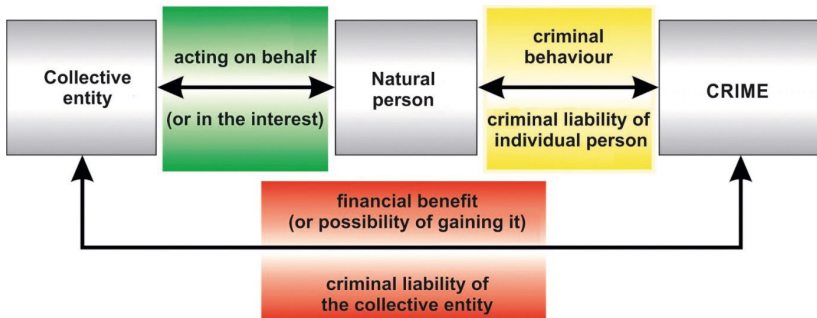 Collective
entity
acting on behalf
(or in the interest)
Natural
person
criminal
behaviour
criminal liability of
individual person
CRIME
financial benefit
(or possibility of gaining it)
criminal liability of
the collective entity